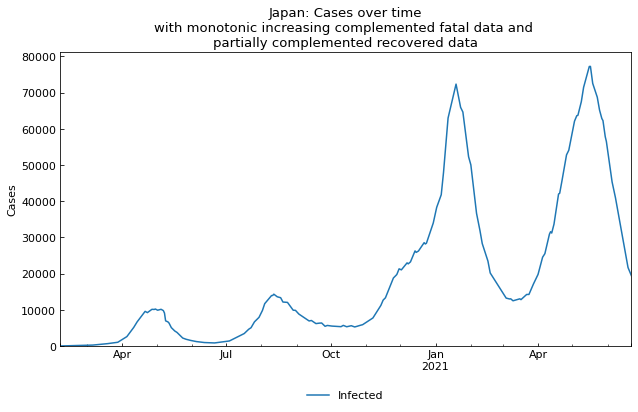 Japan: Cases over time
with monotonic increasing complemented fatal data and
partially complemented recovered data
80000
70000
60000
50000
40000
30000
20000
10000
0
Cases
Apr
Jul
Oct
Jan
2021
Apr
Infected